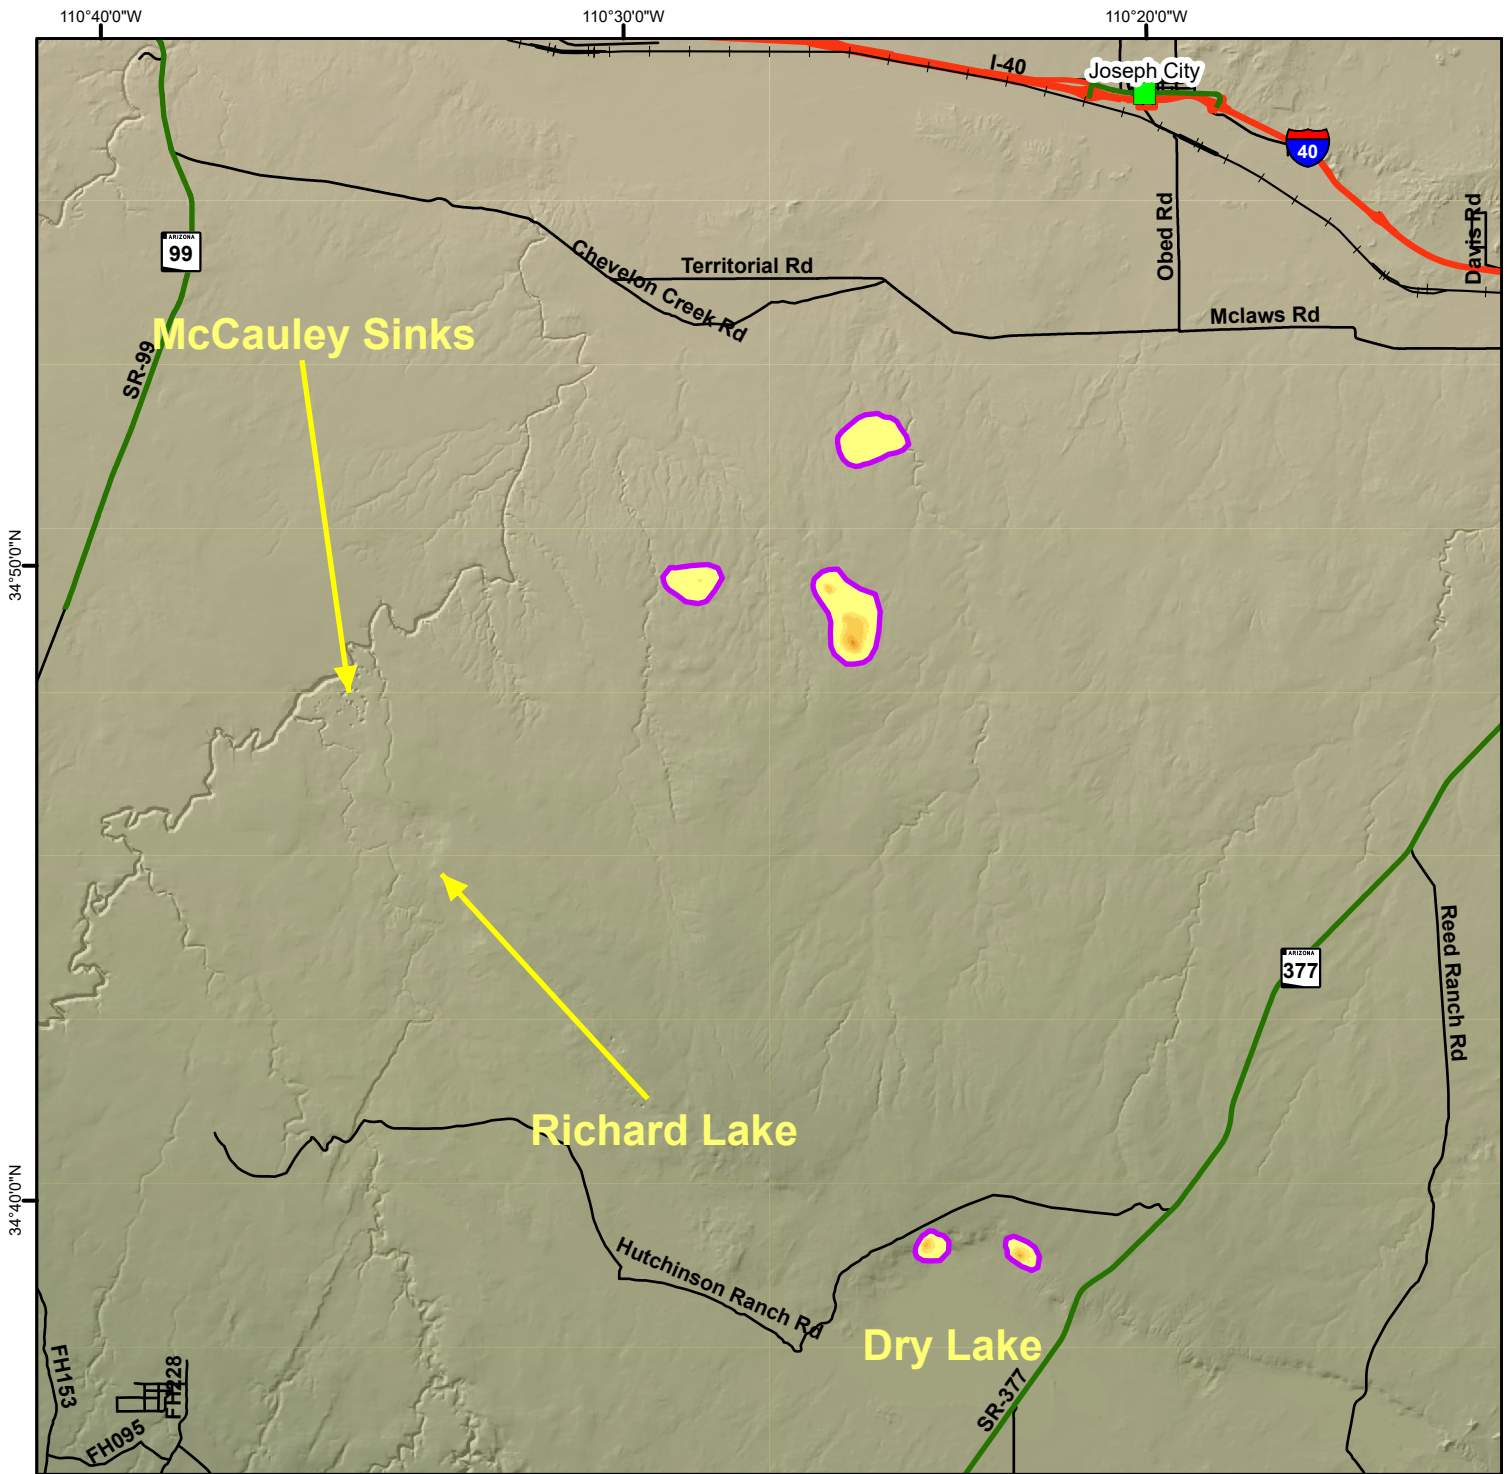 110°40'0"W
110°30'0"W
110°20'0"W
I-40
Joseph City
40
Obed Rd
Davis Rd
ARIZONA
99
Chevelon Creek Rd
Territorial Rd
Mclaws Rd
McCauley Sinks
SR-99
34°50'0"N
Reed Ranch Rd
ARIZONA
377
Richard Lake
34°40'0"N
Hutchinson Ranch Rd
Dry Lake
SR-377
FH153
FH228
FH095